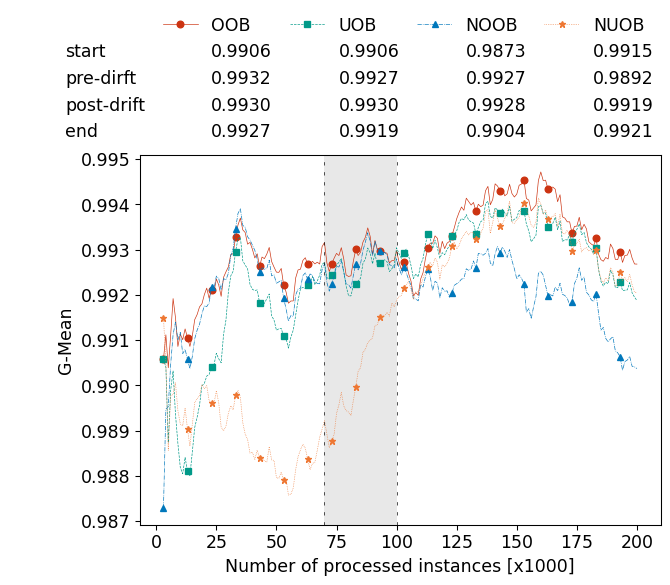 OOB UOB NOOB NUOB
start 0.9906 0.9906 0.9873 0.9915
pre-dirft 0.9932 0.9927 0.9927 0.9892
post-drift 0.9930 0.9930 0.9928 0.9919
end 0.9927 0.9919 0.9904 0.9921
0.995
0.994
0.993
0.992
0.991
0.990
0.989
0.988
0.987
G-Mean
0 25 50 75 100 125 150 175 200
Number of processed instances [x1000]